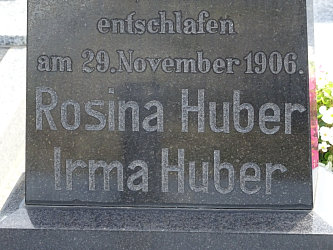 entschlafen
am 29. November 1906.
Rosina Huber
Irma Huber